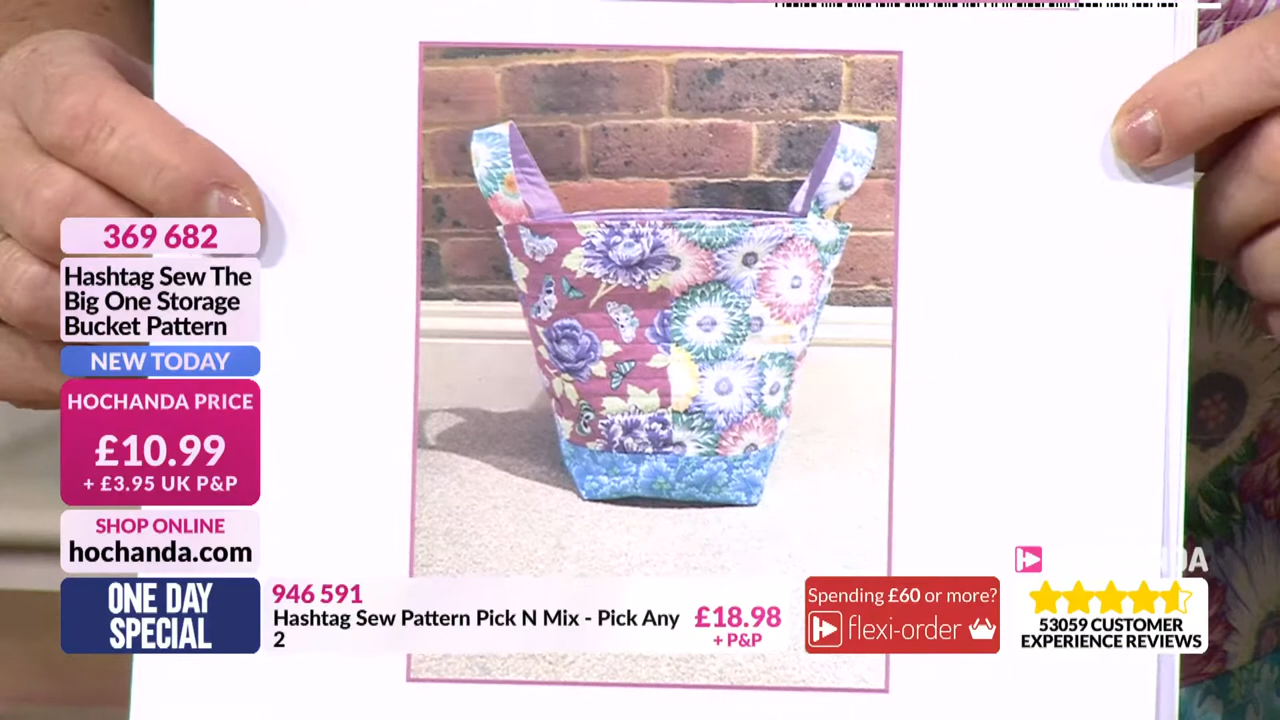 369 682
Hashtag Sew The
Big One Storage
Bucket Pattern
NEW TODAY
HOCHANDA PRICE
£10.99
+ £3.95 UK P&P
SHOP ONLINE
hochanda.com
ONE DAY
SPECIAL
946 591
Hashtag Sew Pattern Pick N Mix - Pick Any
2
£18.98
+ P&P
Spending £60 or more?
flexi-order
53059 CUSTOMER
EXPERIENCE REVIEWS